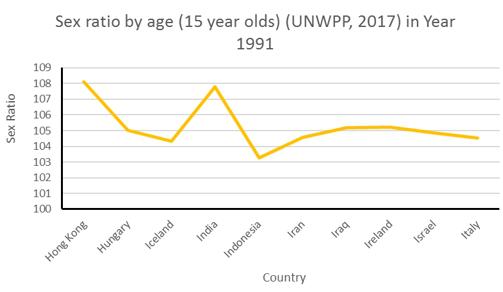 Sex ratio by age (15 year olds) (UNWPP, 2017) in Year
1991
109
108
107
106
105
104
103
102
101
100
Sex Ratio
Hong Kong
Hungary
Iceland
India
Indonesia
Iran
Iraq
Ireland
Israel
Italy
Country